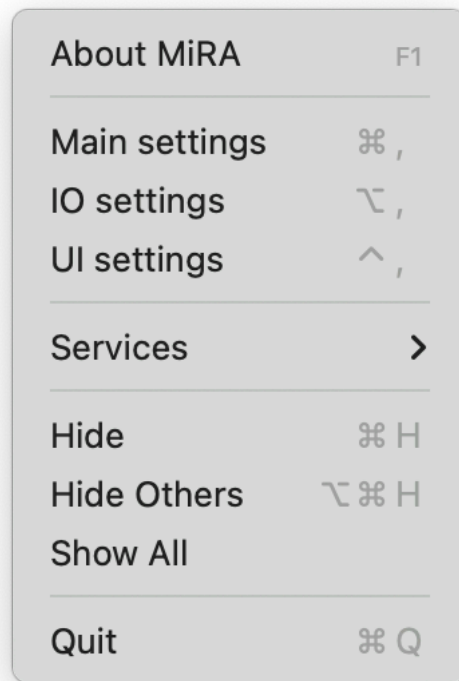 About MiRA F1
Main settings ⌘ ,
IO settings ⌥ ,
UI settings ^ ,
Services >
Hide ⌘ H
Hide Others ⌥ ⌘ H
Show All
Quit ⌘ Q